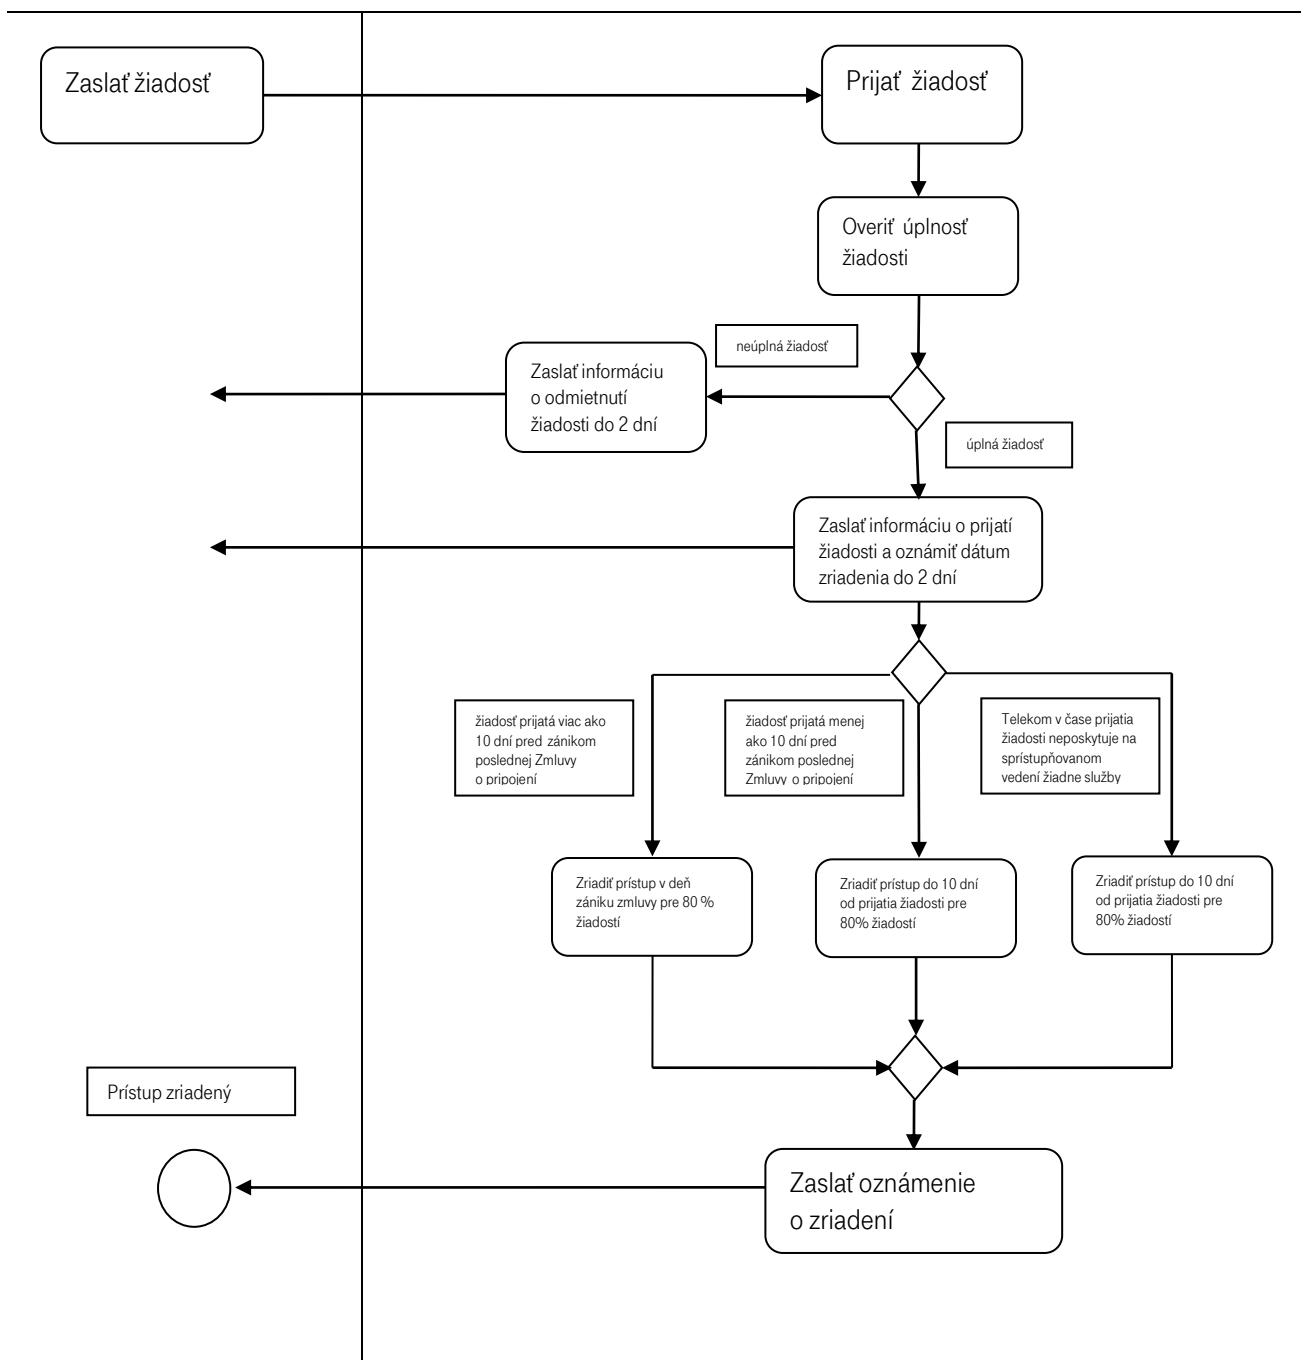 Zaslať žiadosť
Prijať žiadosť
Overiť úplnosť
žiadosti
neúplná žiadosť
Zaslať informáciu
o odmietnutí
žiadosti do 2 dní
úplná žiadosť
Zaslať informáciu o prijatí
žiadosti a oznámiť dátum
zriadenia do 2 dní
žiadosť prijatá viac ako
10 dní pred zánikom
poslednej Zmluvy
o pripojení
žiadosť prijatá menej
ako 10 dní pred
zánikom poslednej
Zmluvy o pripojení
Telekom v čase prijatia
žiadosti neposkytuje na
sprístupňovanom
vedení žiadne služby
Zriadiť prístup v deň
zániku zmluvy pre 80 %
žiadostí
Zriadiť prístup do 10 dní
od prijatia žiadosti pre
80% žiadostí
Zriadiť prístup do 10 dní
od prijatia žiadosti pre
80% žiadostí
Prístup zriadený
Zaslať oznámenie
o zriadení